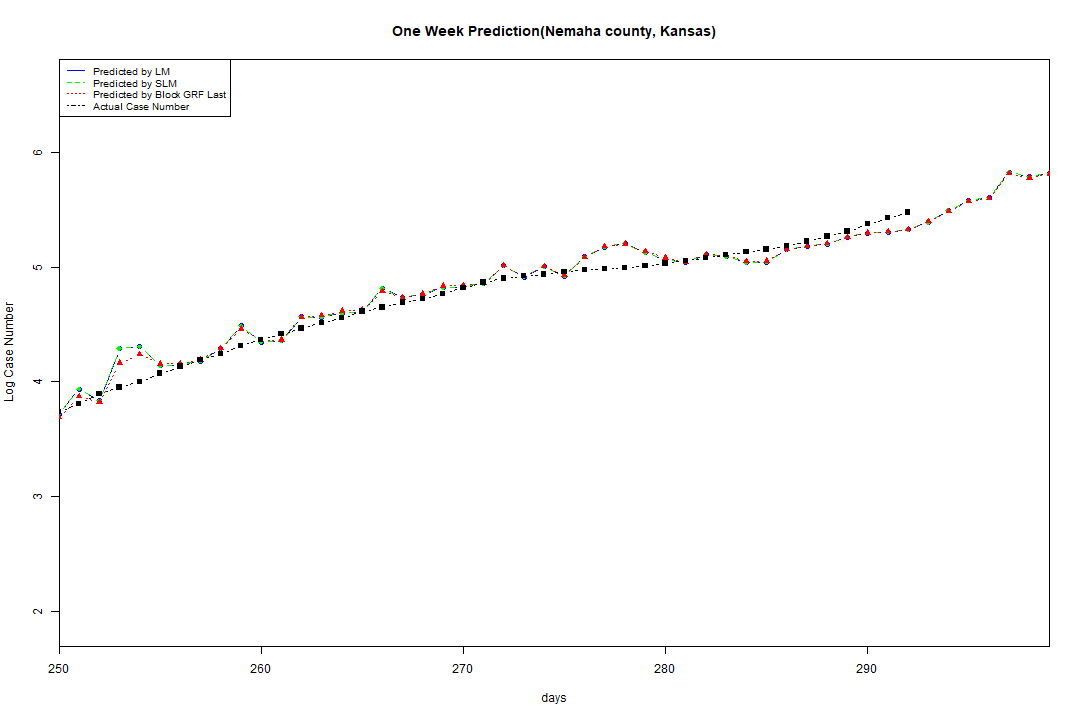 One Week Prediction(Nemaha county, Kansas)
Predicted by LM
Predicted by SLM
Predicted by Block GRF Last
Actual Case Number
6
5
4
3
2
Log Case Number
250 260 270 280 290
days